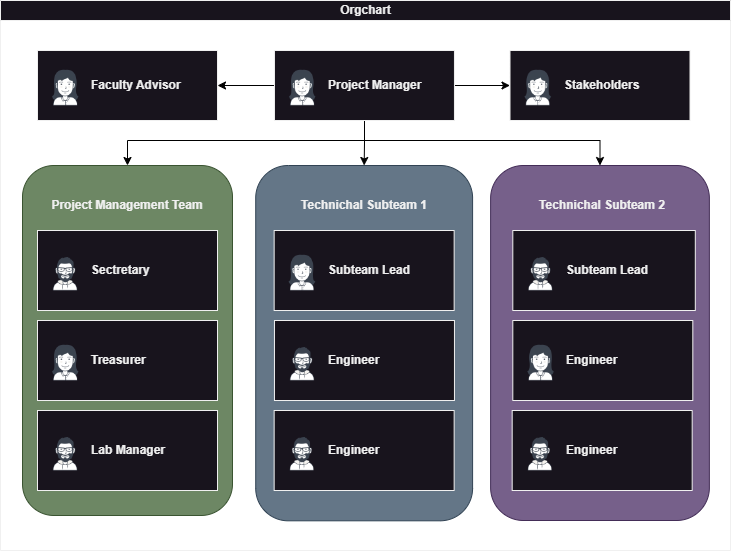 Orgchart
Faculty Advisor
Project Manager
Stakeholders
Project Management Team
Technichal Subteam 1
Technichal Subteam 2
Sectretary
Subteam Lead
Subteam Lead
Treasurer
Engineer
Engineer
Lab Manager
Engineer
Engineer